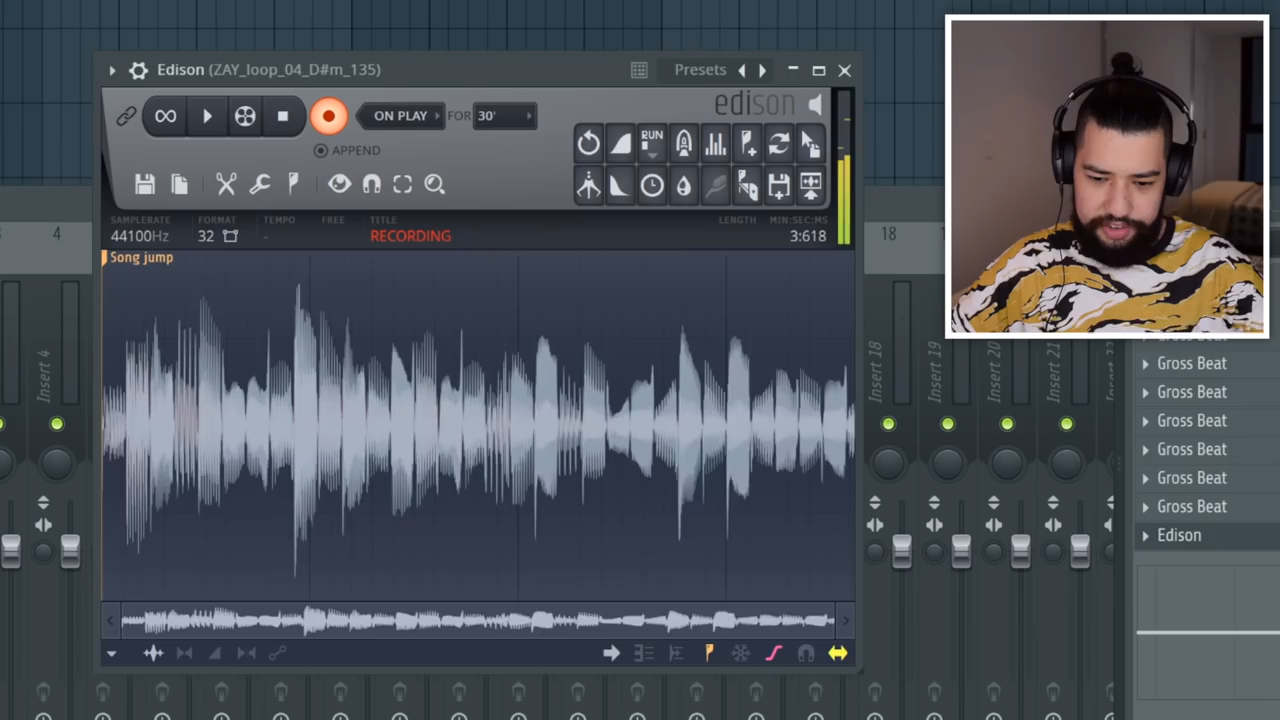 Edison (ZAY_loop_04_D#m_135)
Presets
edison
ON PLAY
FOR
30'
RUN
APPEND
SAMPLERATE
FORMAT
TEMPO
FREE
TITLE
LENGTH
MIN:SEC:MS
44100Hz
32
-
RECORDING
3:618
4
18
Song jump
Insert 4
Insert 18
Insert 19
Insert 20
Insert 21
Gross Beat
Gross Beat
Gross Beat
Gross Beat
Gross Beat
Gross Beat
Edison